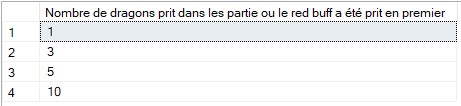 Nombre de dragons prit dans les partie ou le red buff a été prit en premier
1 1
2 3
3 5
4 10